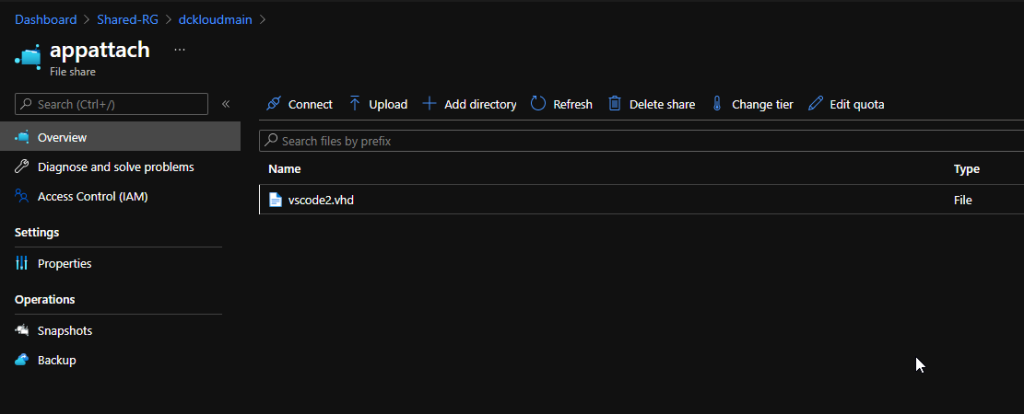 Dashboard > Shared-RG > dckloudmain >
appattach ...
File share
Search (Ctrl+/) «
Overview
Diagnose and solve problems
Access Control (IAM)
Settings
Properties
Operations
Snapshots
Backup
Connect Upload Add directory Refresh Delete share Change tier Edit quota
Search files by prefix
Name Type
vscode2.vhd File